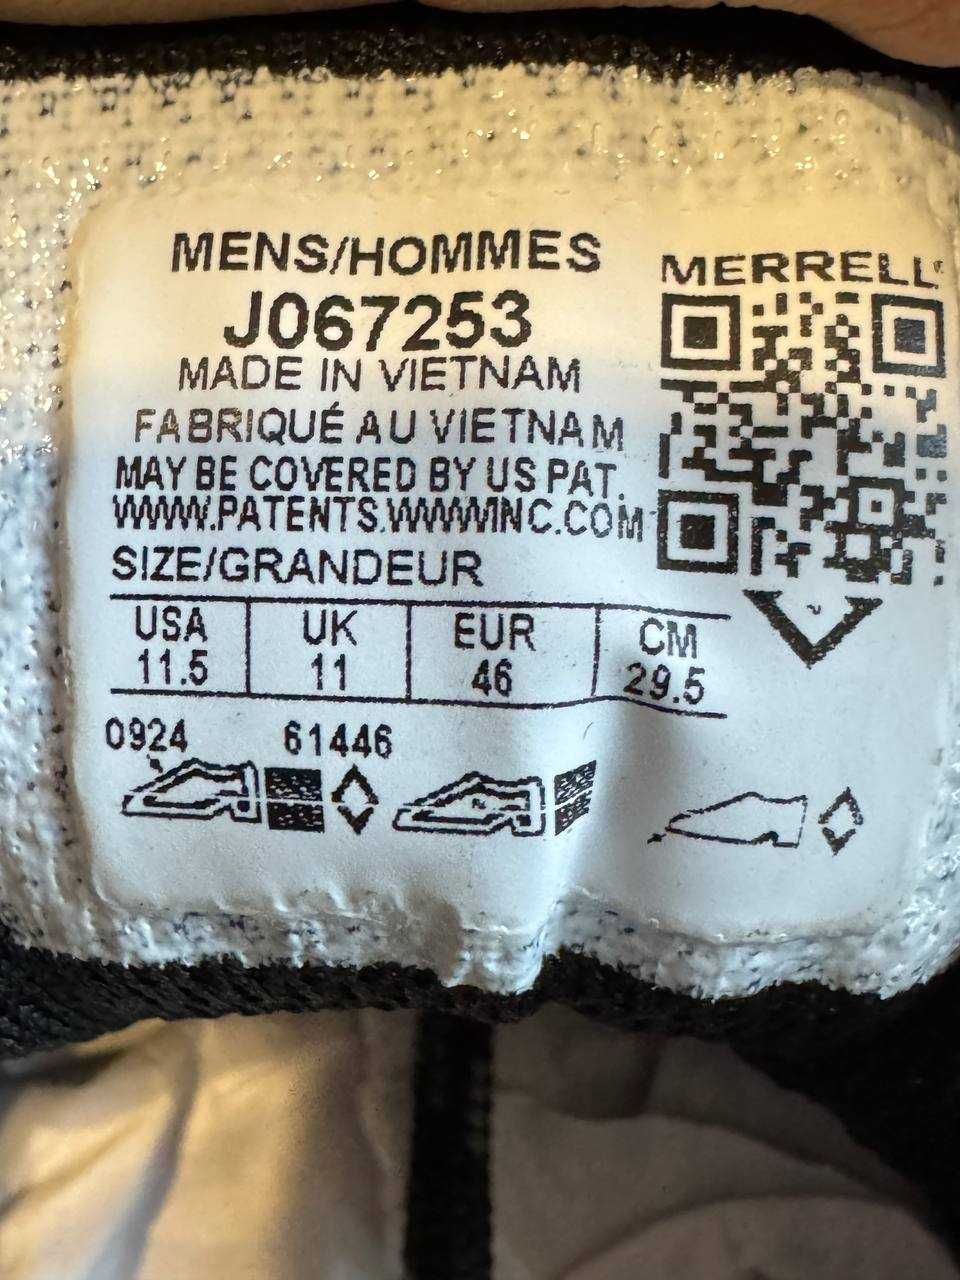 MENS/HOMMES
J067253
MADE IN VIETNAM
FABRIQUÉ AU VIETNAM
MAY BE COVERED BY US PAT.
WWW.PATENTS.WWWINC.COM
SIZE/GRANDEUR
USA UK EUR CM
11.5 11 46 29.5
0924 61446
MERRELL